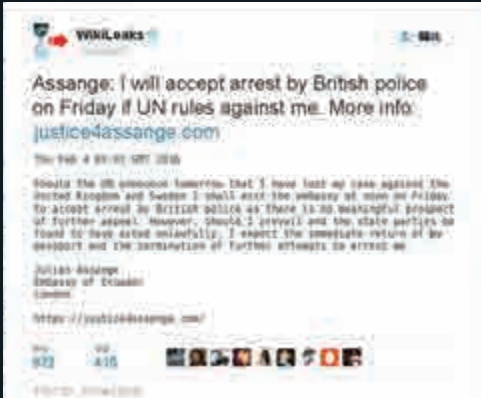 WikiLeaks
Assange: I will accept arrest by British police
on Friday if UN rules against me. More info:
justice4assange.com
Thu Feb 4 GMT 2016
Should the UN announce tomorrow that I have lost my case against the
United Kingdom and Sweden I shall exit the embassy at noon on Friday
to accept arrest by British police as there is no meaningful prospect
of further appeal. However, should I prevail and the state parties be
found to have acted unlawfully, I expect the immediate return of my
passport and the termination of further attempts to arrest me.
Julian Assange
Embassy of Ecuador
London
https://justice4assange.com/